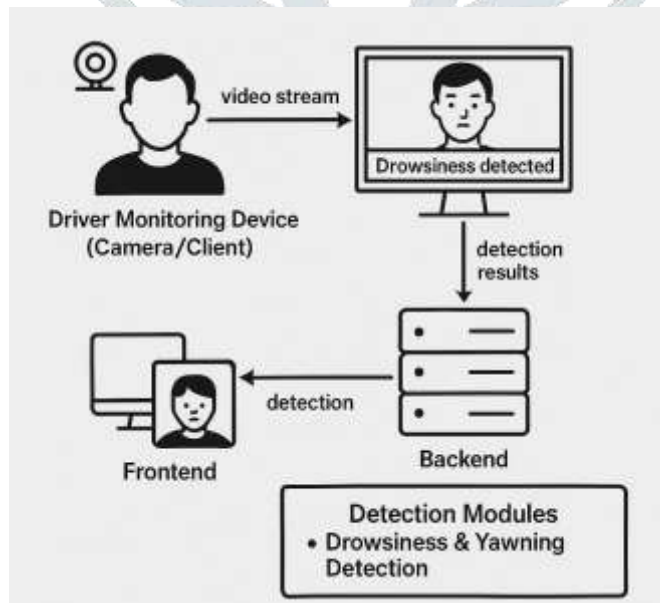 video stream
Drowsiness detected
Driver Monitoring Device
(Camera/Client)
detection
results
detection
Frontend
Backend
Detection Modules
• Drowsiness & Yawning
Detection